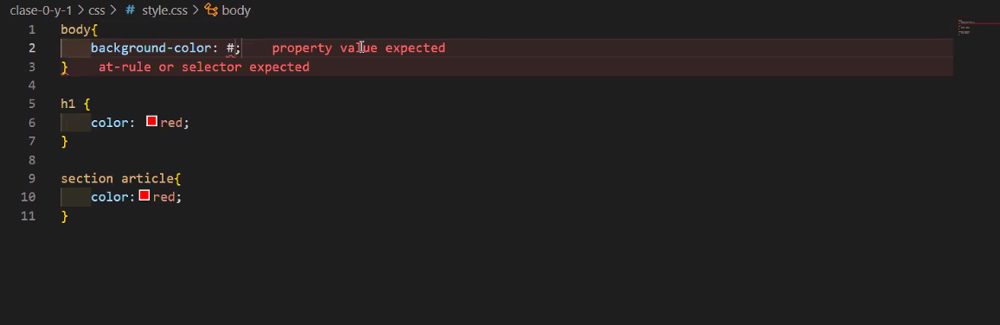 clase-0-y-1 > css > # style.css > body
1 body{
2 background-color: #; property value expected
3 } at-rule or selector expected
4
5 h1 {
6 color: red;
7 }
8
9 section article{
10 color: red;
11 }